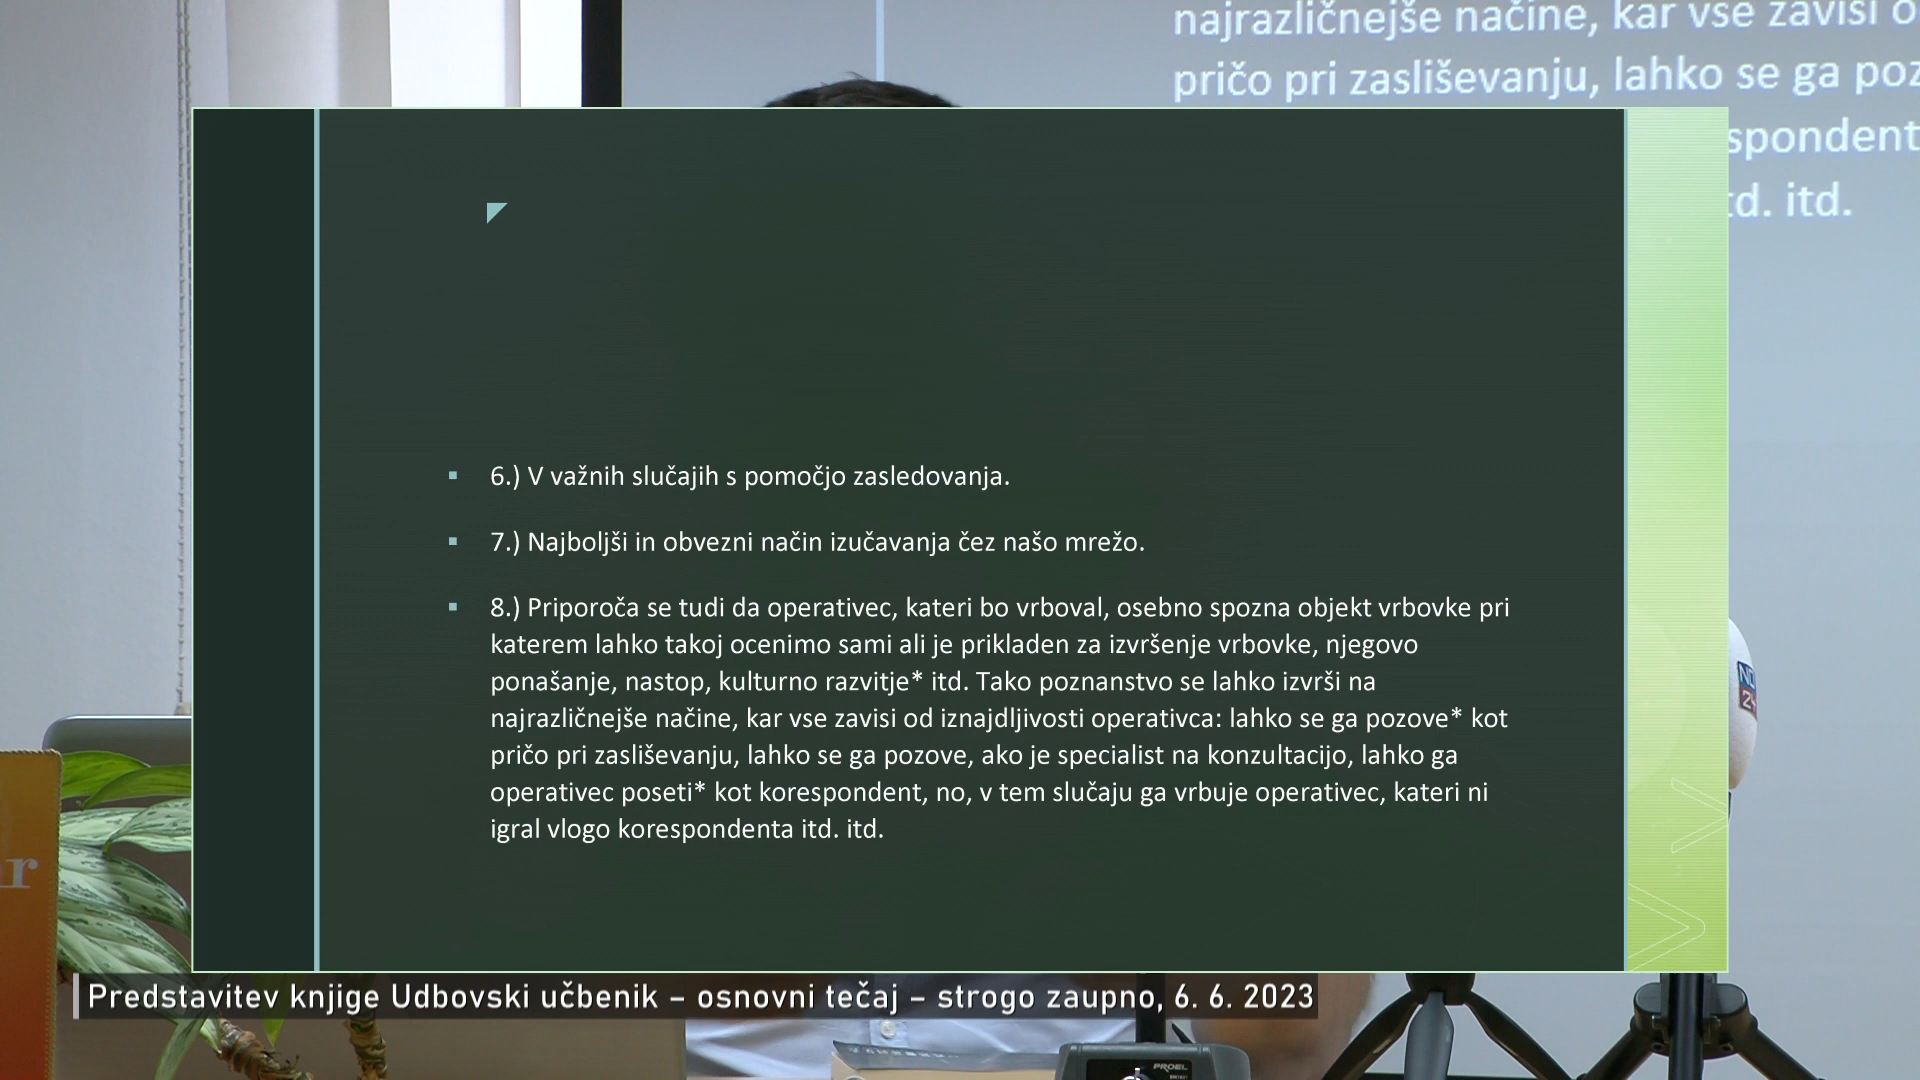 najrazličnejše načine, kar vse zavisi
pričo pri zasliševanju, lahko se ga
td. itd.
6.) V važnih slučajih s pomočjo zasledovanja.
7.) Najboljši in obvezni način izučavanja čez našo mrežo.
8.) Priporoča se tudi da operativec, kateri bo vrboval, osebno spozna objekt vrbovke pri
katerem lahko takoj ocenimo sami ali je prikladen za izvršenje vrbovke, njegovo
ponašanje, nastop, kulturno razvitje* itd. Tako poznanstvo se lahko izvrši na
najrazličnejše načine, kar vse zavisi od iznajdljivosti operativca: lahko se ga pozove* kot
pričo pri zasliševanju, lahko se ga pozove, ako je specialist na konzultacijo, lahko ga
operativec poseti* kot korespondent, no, v tem slučaju ga vrbuje operativec, kateri ni
igral vlogo korespondenta itd. itd.
Predstavitev knjige Udbovski učbenik – osnovni tečaj – strogo zaupno, 6. 6. 2023
PROEL